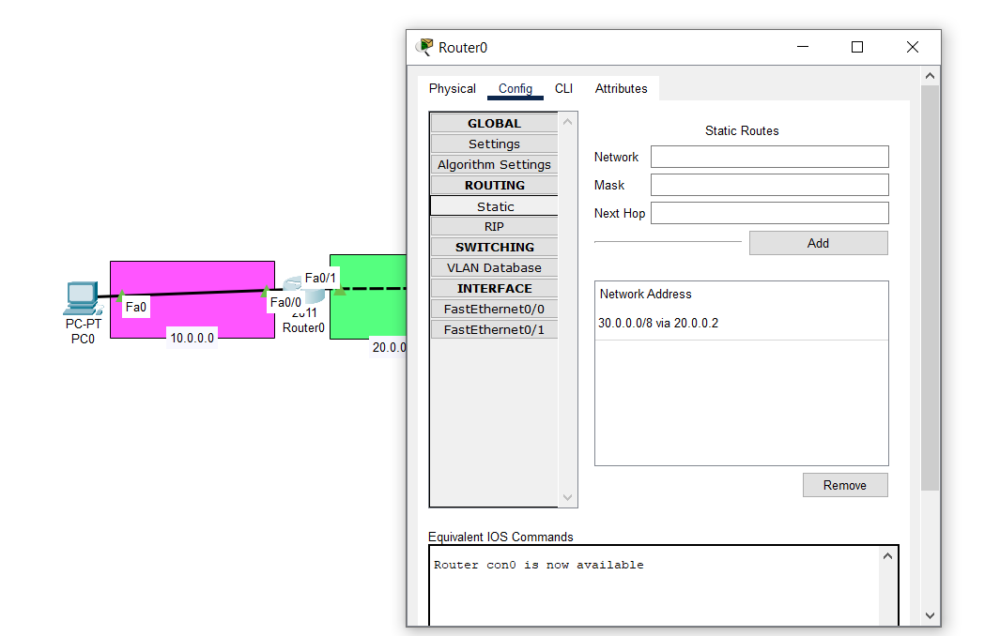 Router0
Physical Config CLI Attributes
GLOBAL
Settings
Algorithm Settings
ROUTING
Static
RIP
SWITCHING
VLAN Database
INTERFACE
FastEthernet0/0
FastEthernet0/1
Static Routes
Network
Mask
Next Hop
Add
Network Address
30.0.0.0/8 via 20.0.0.2
Remove
Equivalent IOS Commands
Router con0 is now available
PC-PT
PC0
Fa0
10.0.0.0
Fa0/1
Fa0/0
Router0
20.0.0